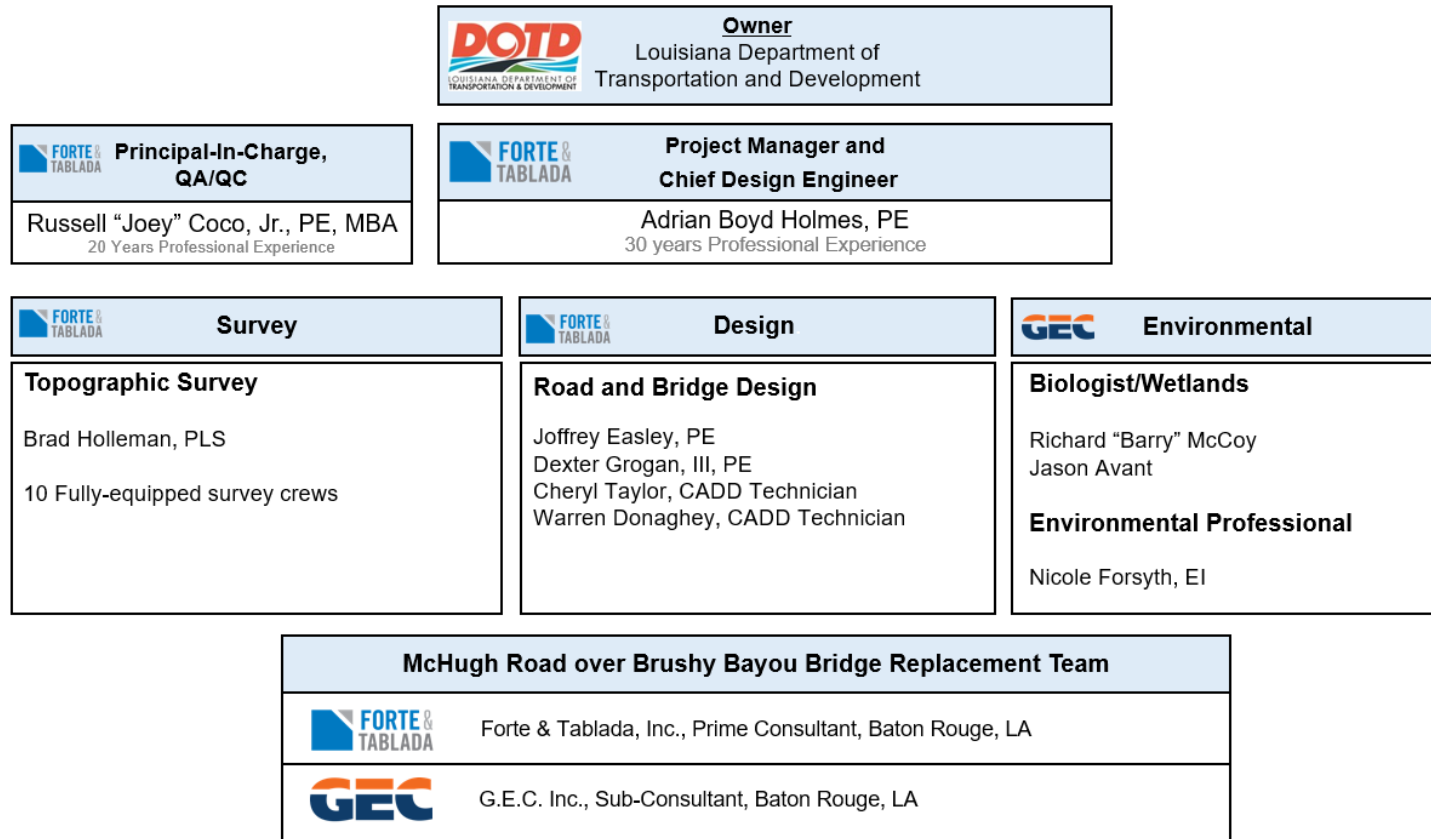 Owner
DOTD
LOUISIANA DEPARTMENT OF
TRANSPORTATION & DEVELOPMENT
Louisiana Department of
Transportation and Development
FORTE &
TABLADA
Principal-In-Charge,
QA/QC
Russell “Joey” Coco, Jr., PE, MBA
20 Years Professional Experience
FORTE &
TABLADA
Project Manager and
Chief Design Engineer
Adrian Boyd Holmes, PE
30 years Professional Experience
FORTE &
TABLADA
Survey
Topographic Survey
Brad Holleman, PLS
10 Fully-equipped survey crews
FORTE &
TABLADA
Design
Road and Bridge Design
Joffrey Easley, PE
Dexter Grogan, III, PE
Cheryl Taylor, CADD Technician
Warren Donaghey, CADD Technician
GEC
Environmental
Biologist/Wetlands
Richard “Barry” McCoy
Jason Avant
Environmental Professional
Nicole Forsyth, EI
McHugh Road over Brushy Bayou Bridge Replacement Team
FORTE &
TABLADA
Forte & Tablada, Inc., Prime Consultant, Baton Rouge, LA
GEC
G.E.C. Inc., Sub-Consultant, Baton Rouge, LA